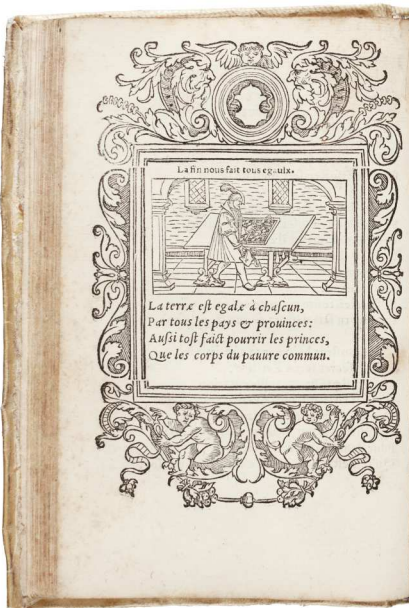 La fin nous fait tous egaulx.
La terre est egale à chascun,
Par tous les pays & prouinces:
Aussi tost faict pourrir les princes,
Que les corps du pauure commun.